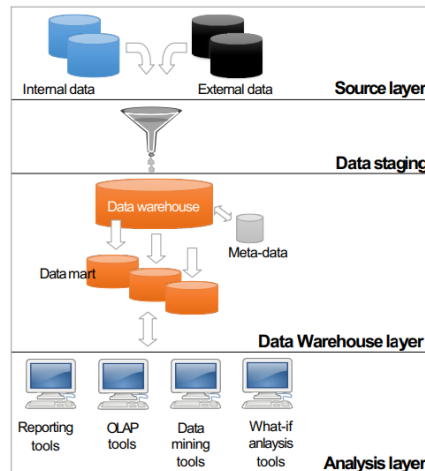 Internal data
External data
Source layer
Data staging
Data warehouse
Meta-data
Data mart
Data Warehouse layer
Reporting
tools
OLAP
tools
Data
mining tools
What-if
anlaysis
tools
Analysis layer